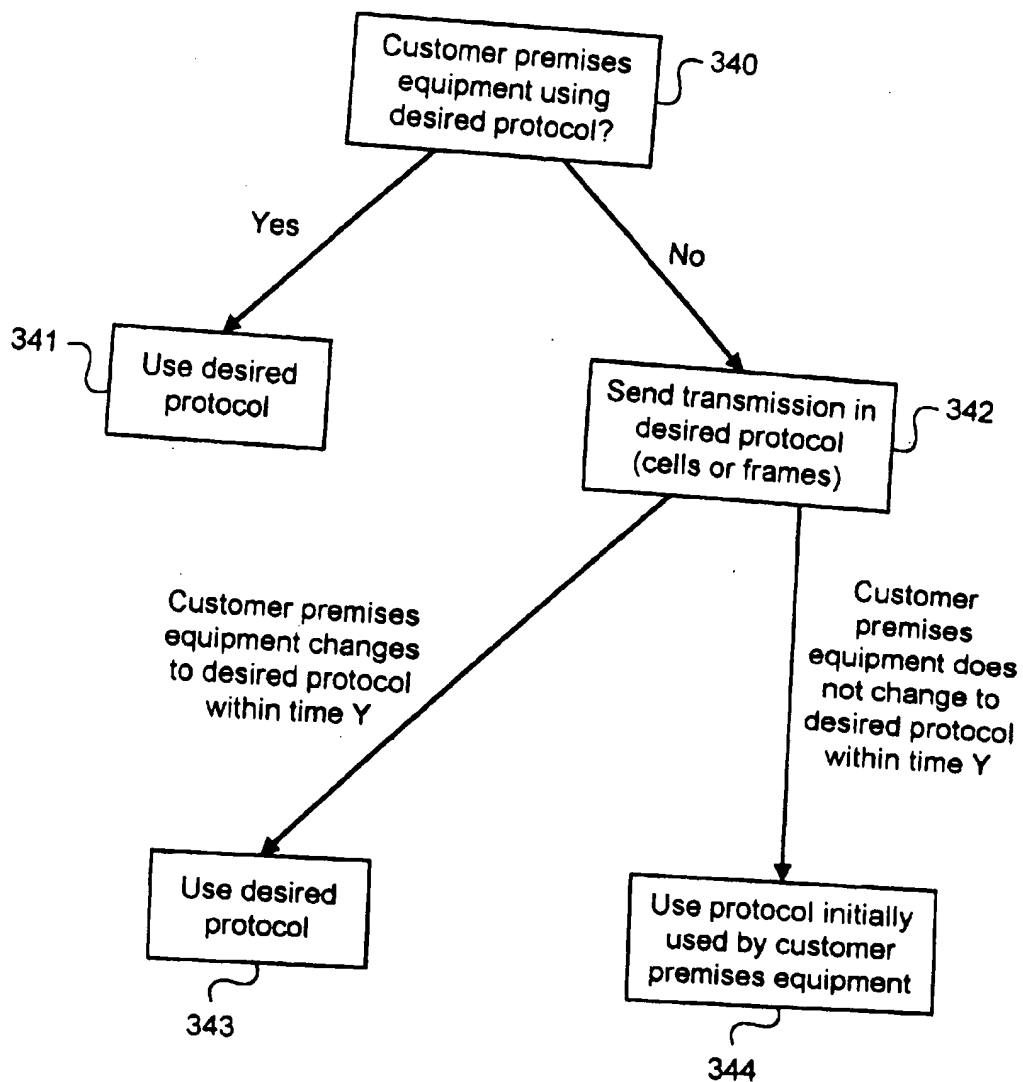 Customer premises
equipment using
desired protocol?
340
Yes
No
341
Use desired
protocol
Send transmission in
desired protocol
(cells or frames)
342
Customer premises
equipment changes
to desired protocol
within time Y
Customer
premises
equipment does
not change to
desired protocol
within time Y
Use desired
protocol
343
Use protocol initially
used by customer
premises equipment
344